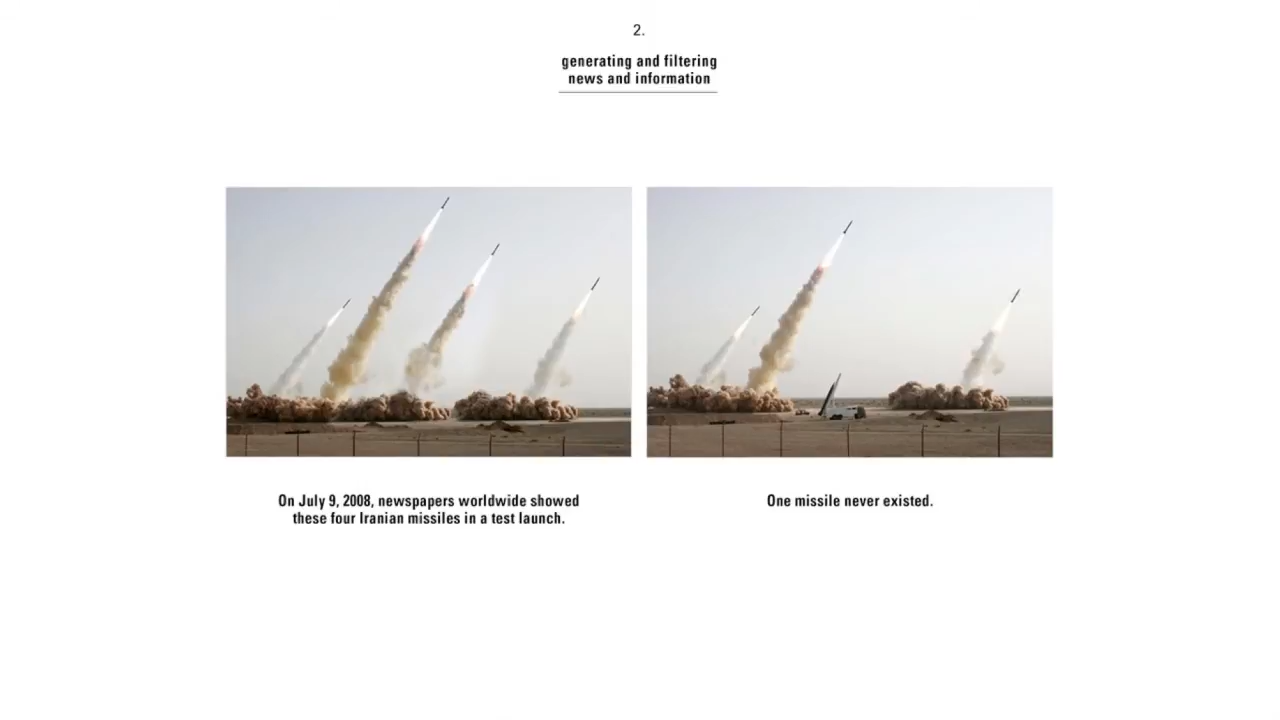 2.
generating and filtering
news and information
On July 9, 2008, newspapers worldwide showed
these four Iranian missiles in a test launch.
One missile never existed.